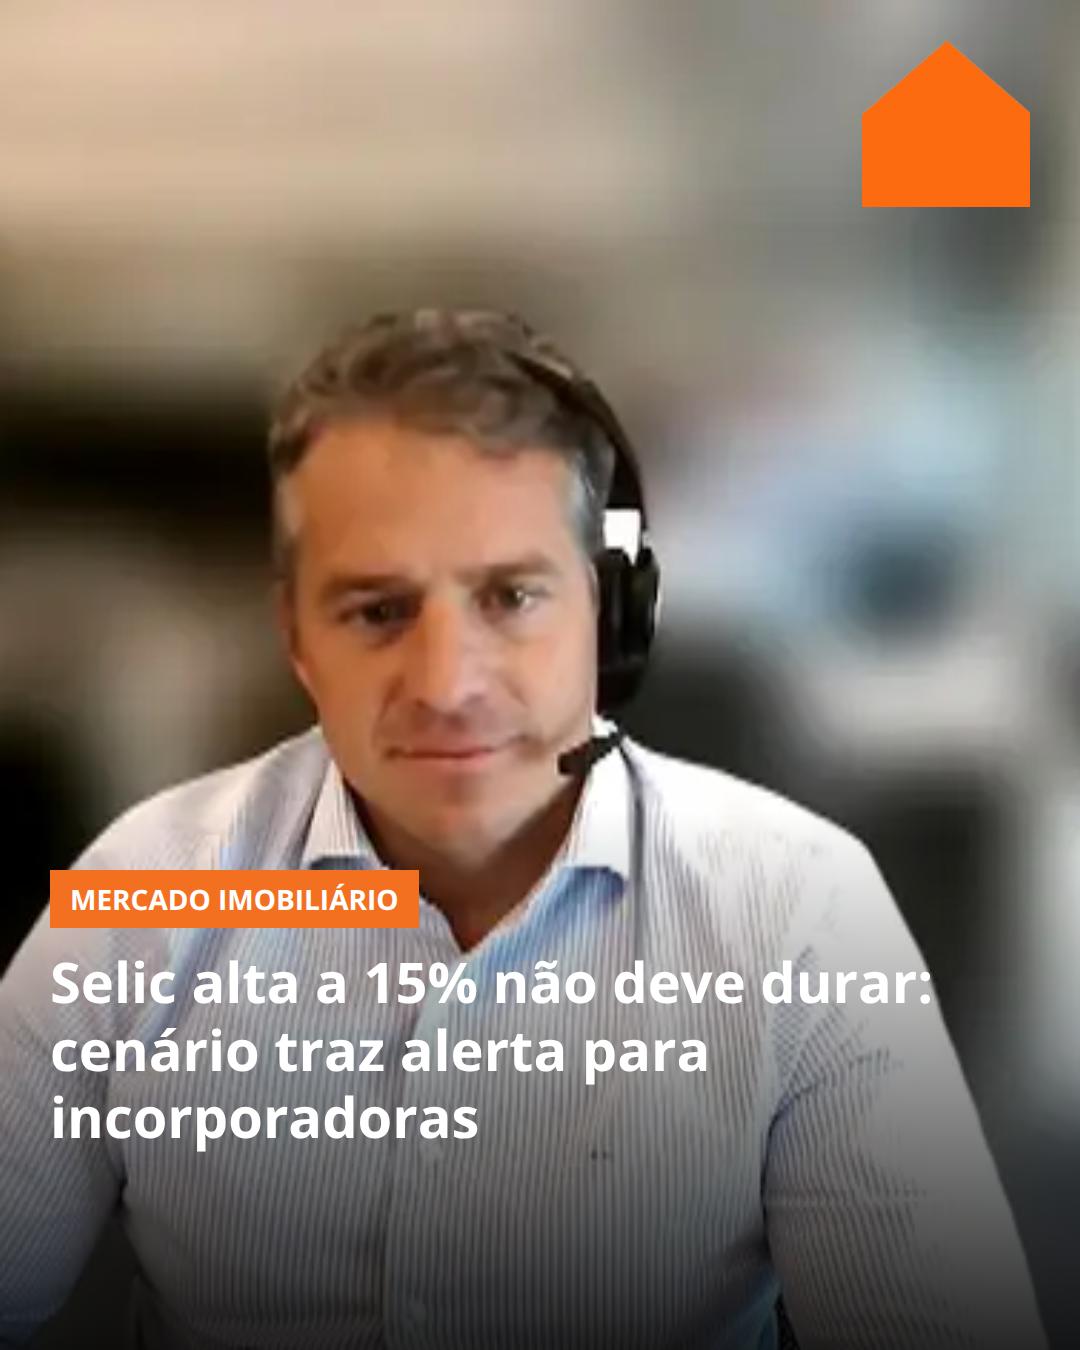 MERCADO IMOBILIÁRIO
Selic alta a 15% não deve durar:
cenário traz alerta para
incorporadoras